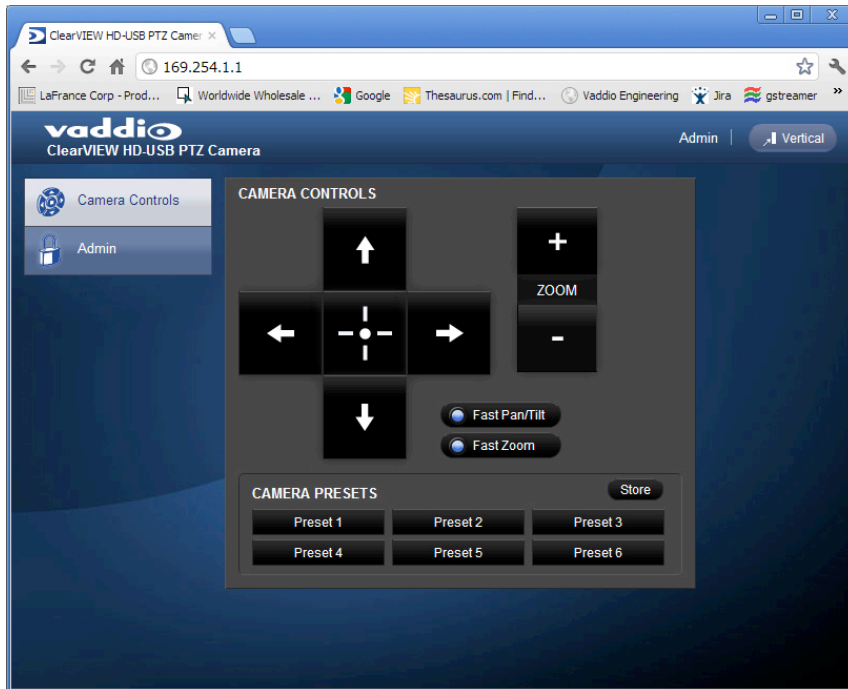 ClearVIEW HD-USB PTZ Camer
169.254.1.1
LaFrance Corp - Prod... Worldwide Wholesale ... Google Thesaurus.com | Find... Vaddio Engineering Jira gstreamer »
vaddio
ClearVIEW HD-USB PTZ Camera
Admin | Vertical
Camera Controls
Admin
CAMERA CONTROLS
+
ZOOM
-
Fast Pan/Tilt
Fast Zoom
CAMERA PRESETS
Store
Preset 1 Preset 2 Preset 3
Preset 4 Preset 5 Preset 6